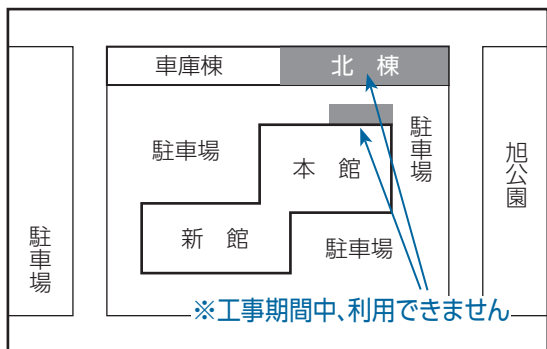 車庫棟
北 棟
駐車場
本 館
駐車場
旭公園
新 館
駐車場
駐車場
※工事期間中、利用できません